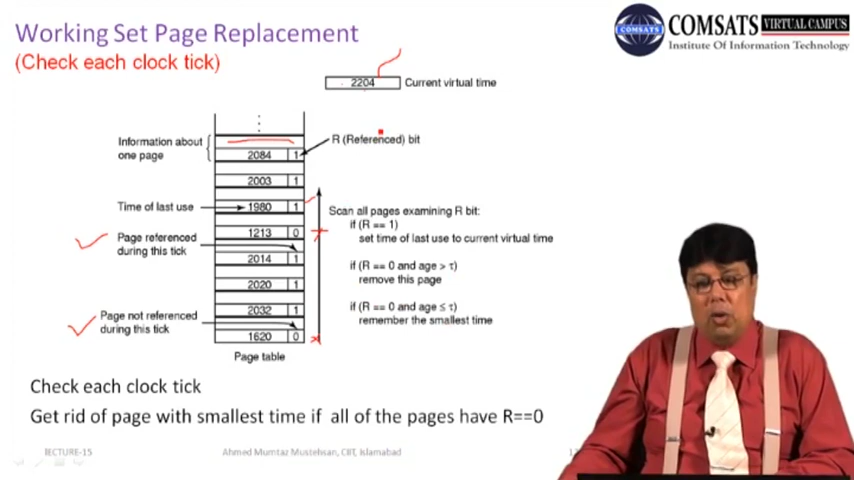 Working Set Page Replacement
(Check each clock tick)
COMSATS VIRTUAL CAMPUS
COMSATS
Institute Of Information Technology
2204 Current virtual time
Information about
one page
R (Referenced) bit
2084 1
2003 1
Time of last use
1980 1
1213 0
Page referenced
during this tick
2014 1
2020 1
2032 1
Page not referenced
during this tick
1620 0
Page table
Scan all pages examining R bit:
if (R == 1)
set time of last use to current virtual time
if (R == 0 and age > τ)
remove this page
if (R == 0 and age ≤ τ)
remember the smallest time
Check each clock tick
Get rid of page with smallest time if all of the pages have R==0
LECTURE-15
Ahmed Mumtaz Mustehsan, CIIT, Islamabad